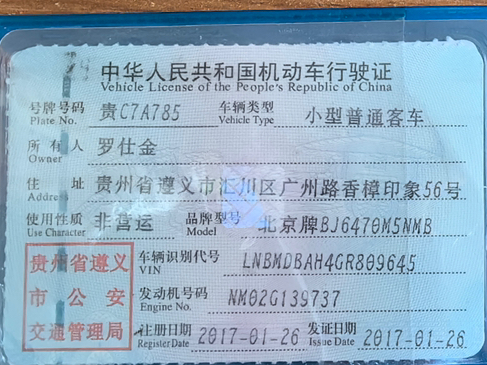 中华人民共和国机动车行驶证
Vehicle License of the People's Republic of China
号牌号码 贵C7A785 车辆类型 小型普通客车
Plate No. Vehicle Type
所有人 罗仕金
Owner
住址 贵州省遵义市汇川区广州路香樟印象56号
Address
使用性质 非营运 品牌型号 北京牌BJ6470M5NMB
Use Character Model
贵州省遵义 车辆识别代号 LNBMDBAH4GR809645
VIN
市公安 发动机号码 NM02G139737
Engine No.
交通管理局 注册日期 2017-01-26 发证日期 2017-01-26
Register Date Issue Date